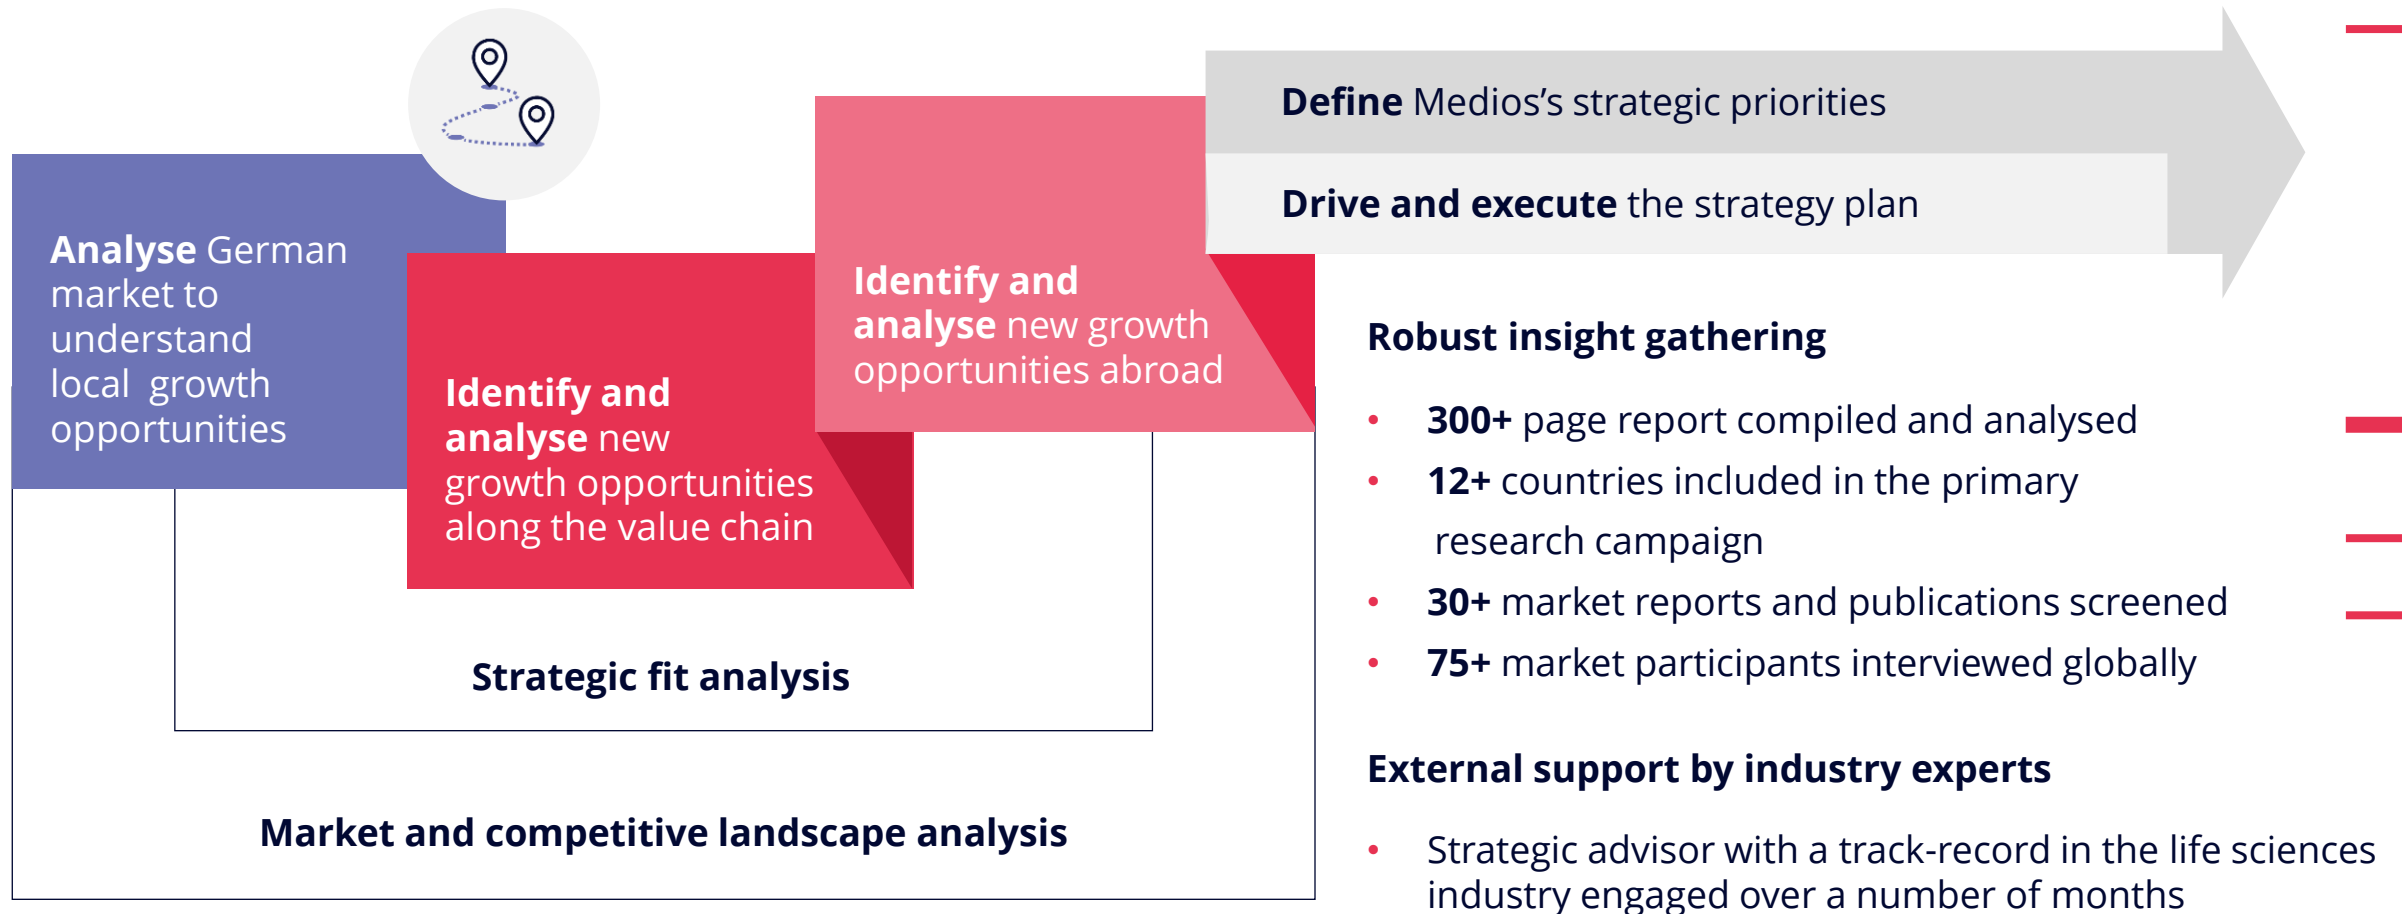 Analyse German
market to
understand
local  growth
opportunities
Identify and
analyse new
growth opportunities
along the value chain
Identify and
analyse new growth
opportunities abroad
Define Medios’s strategic priorities
Drive and execute the strategy plan
Strategic fit analysis
Market and competitive landscape analysis
Robust insight gathering
• 300+ page report compiled and analysed
• 12+ countries included in the primary
research campaign
• 30+ market reports and publications screened
• 75+ market participants interviewed globally
External support by industry experts
• Strategic advisor with a track-record in the life sciences
industry engaged over a number of months